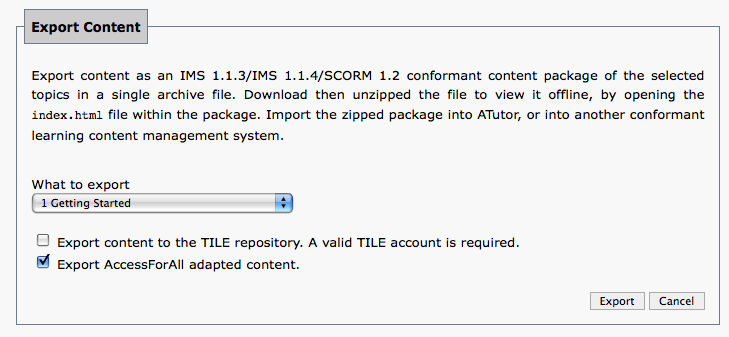 Export Content
Export content as an IMS 1.1.3/IMS 1.1.4/SCORM 1.2 conformant content package of the selected
topics in a single archive file. Download then unzipped the file to view it offline, by opening the
index.html file within the package. Import the zipped package into ATutor, or into another conformant
learning content management system.
What to export
1 Getting Started
Export content to the TILE repository. A valid TILE account is required.
Export AccessForAll adapted content.
Export Cancel